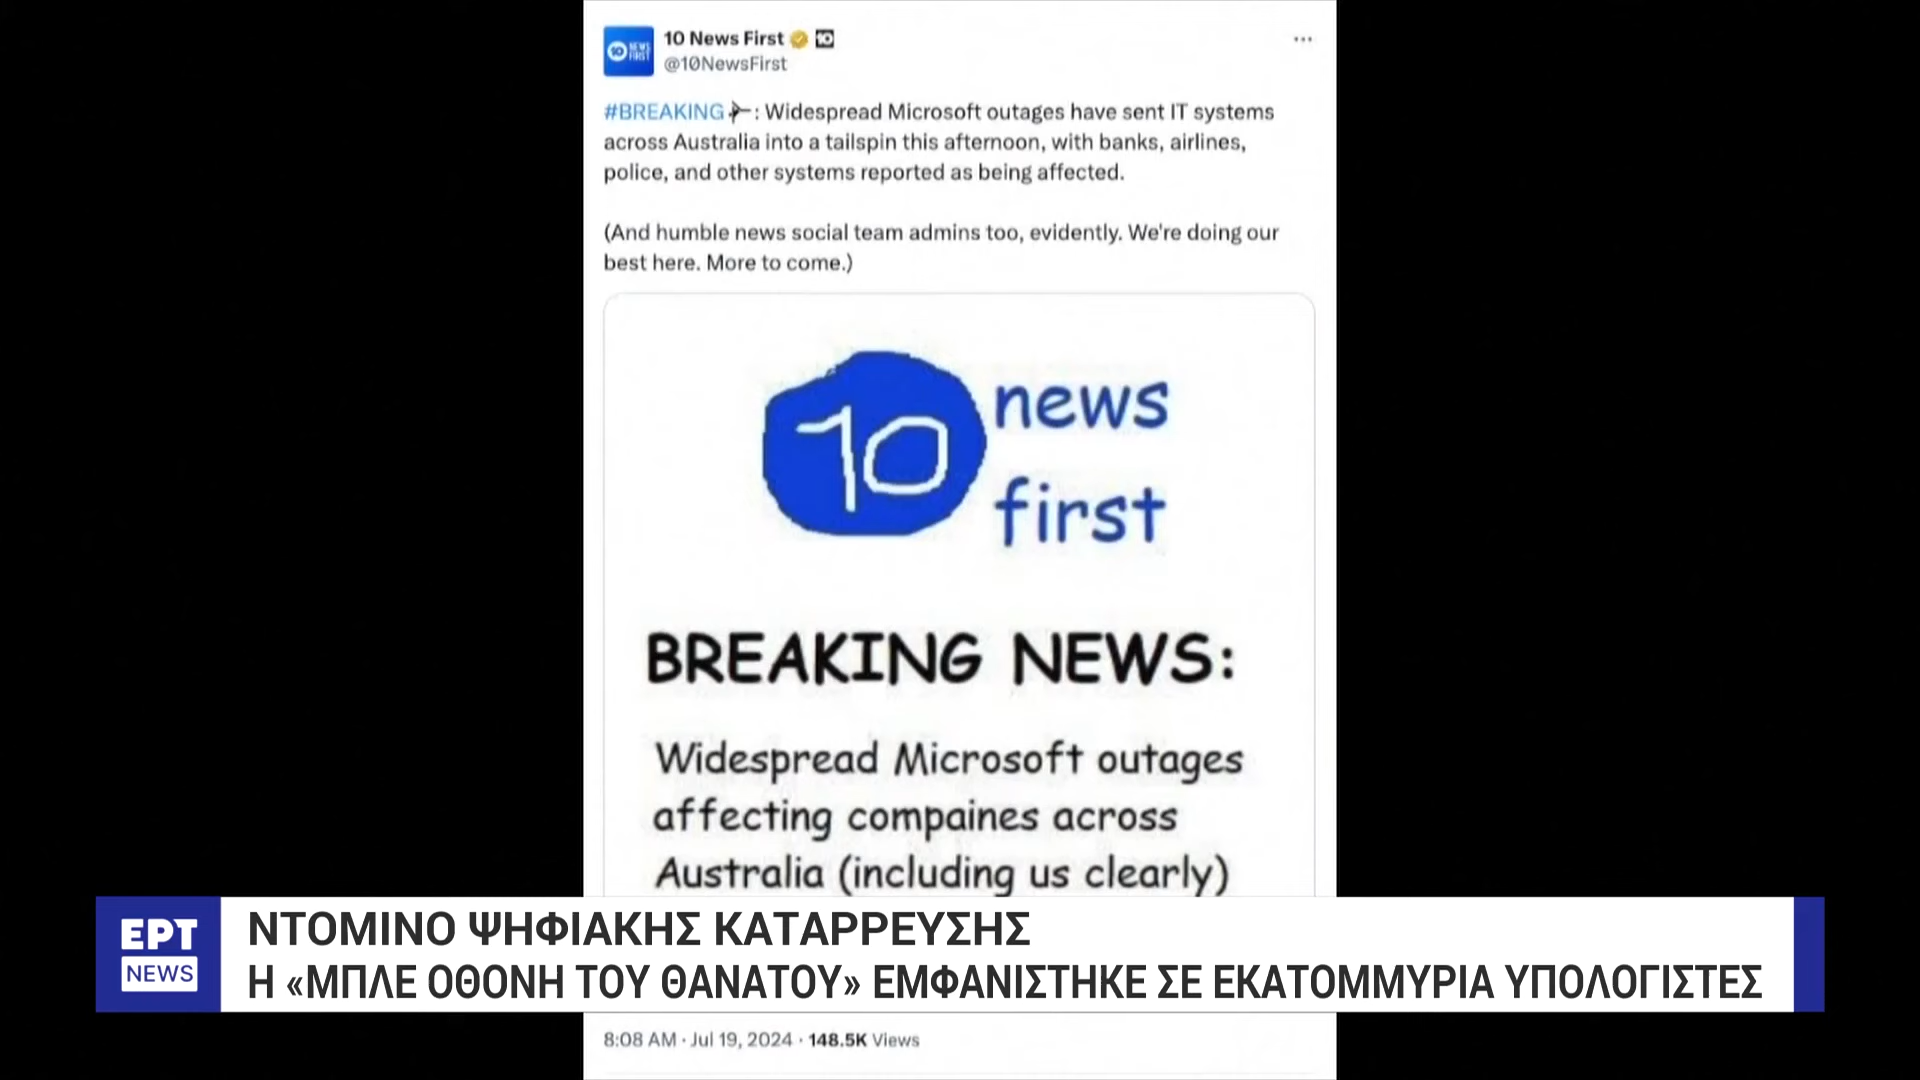 10 News First
@10NewsFirst
10 NEWS FIRST
#BREAKING: Widespread Microsoft outages have sent IT systems
across Australia into a tailspin this afternoon, with banks, airlines,
police, and other systems reported as being affected.
(And humble news social team admins too, evidently. We're doing our
best here. More to come.)
10 news
first
BREAKING NEWS:
Widespread Microsoft outages
affecting compaines across
Australia (including us clearly)
ΕΡΤ
NEWS
ΝΤΟΜΙΝΟ ΨΗΦΙΑΚΗΣ ΚΑΤΑΡΡΕΥΣΗΣ
Η «ΜΠΛΕ ΟΘΟΝΗ ΤΟΥ ΘΑΝΑΤΟΥ» ΕΜΦΑΝΙΣΤΗΚΕ ΣΕ ΕΚΑΤΟΜΜΥΡΙΑ ΥΠΟΛΟΓΙΣΤΕΣ
8:08 AM · Jul 19, 2024 · 148.5K Views